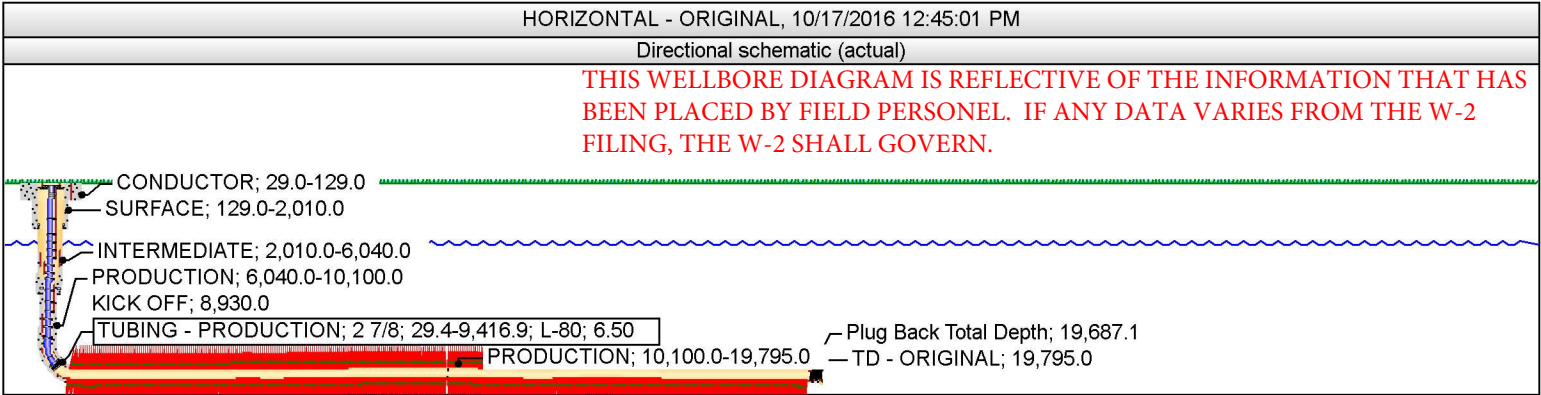 HORIZONTAL - ORIGINAL, 10/17/2016 12:45:01 PM
Directional schematic (actual)
THIS WELLBORE DIAGRAM IS REFLECTIVE OF THE INFORMATION THAT HAS
BEEN PLACED BY FIELD PERSONEL. IF ANY DATA VARIES FROM THE W-2
FILING, THE W-2 SHALL GOVERN.
CONDUCTOR; 29.0-129.0
SURFACE; 129.0-2,010.0
INTERMEDIATE; 2,010.0-6,040.0
PRODUCTION; 6,040.0-10,100.0
KICK OFF; 8,930.0
TUBING - PRODUCTION; 2 7/8; 29.4-9,416.9; L-80; 6.50
Plug Back Total Depth; 19,687.1
PRODUCTION; 10,100.0-19,795.0
TD - ORIGINAL; 19,795.0